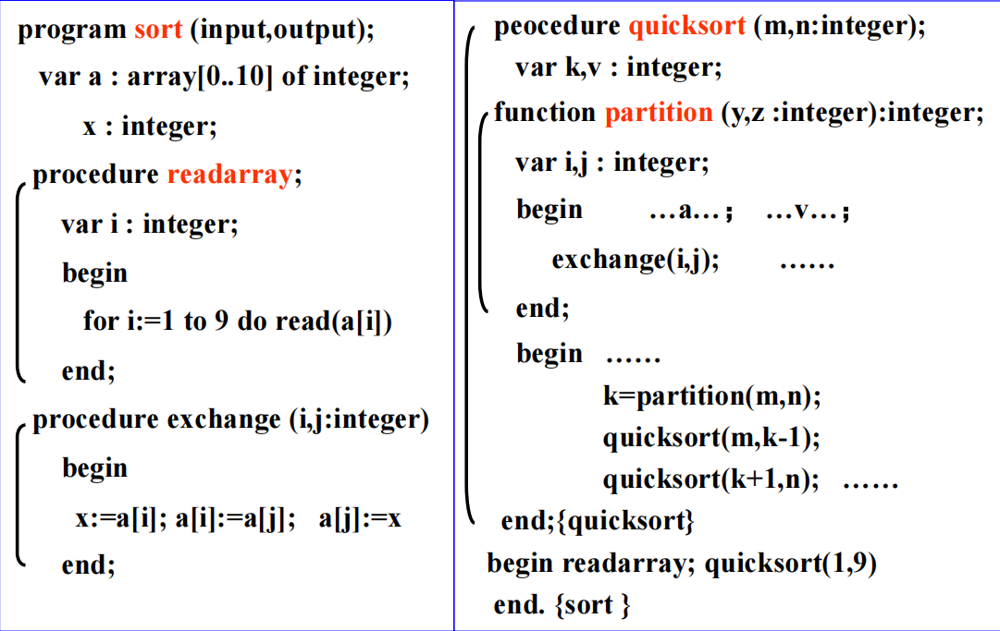 program sort (input,output);
var a : array[0..10] of integer;
x : integer;
procedure readarray;
var i : integer;
begin
for i:=1 to 9 do read(a[i])
end;
procedure exchange (i,j:integer)
begin
x:=a[i]; a[i]:=a[j]; a[j]:=x
end;
peocedure quicksort (m,n:integer);
var k,v : integer;
function partition (y,z :integer):integer;
var i,j : integer;
begin …a…； …v…；
exchange(i,j); ……
end;
begin ……
k=partition(m,n);
quicksort(m,k-1);
quicksort(k+1,n); ……
end;{quicksort}
begin readarray; quicksort(1,9)
end. {sort }